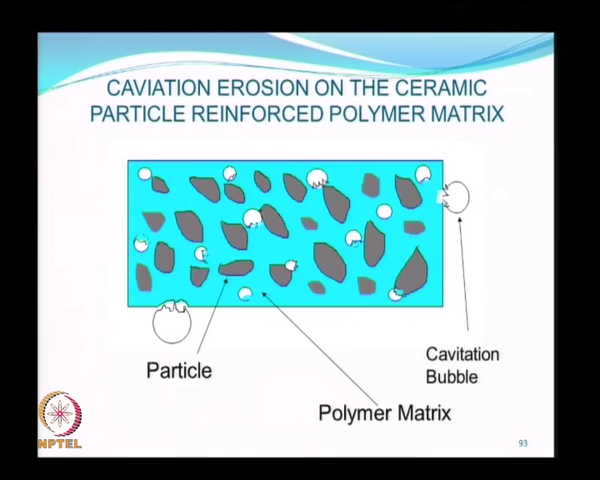 CAVIATION EROSION ON THE CERAMIC
PARTICLE REINFORCED POLYMER MATRIX
Particle
Cavitation
Bubble
Polymer Matrix
NPTEL
93